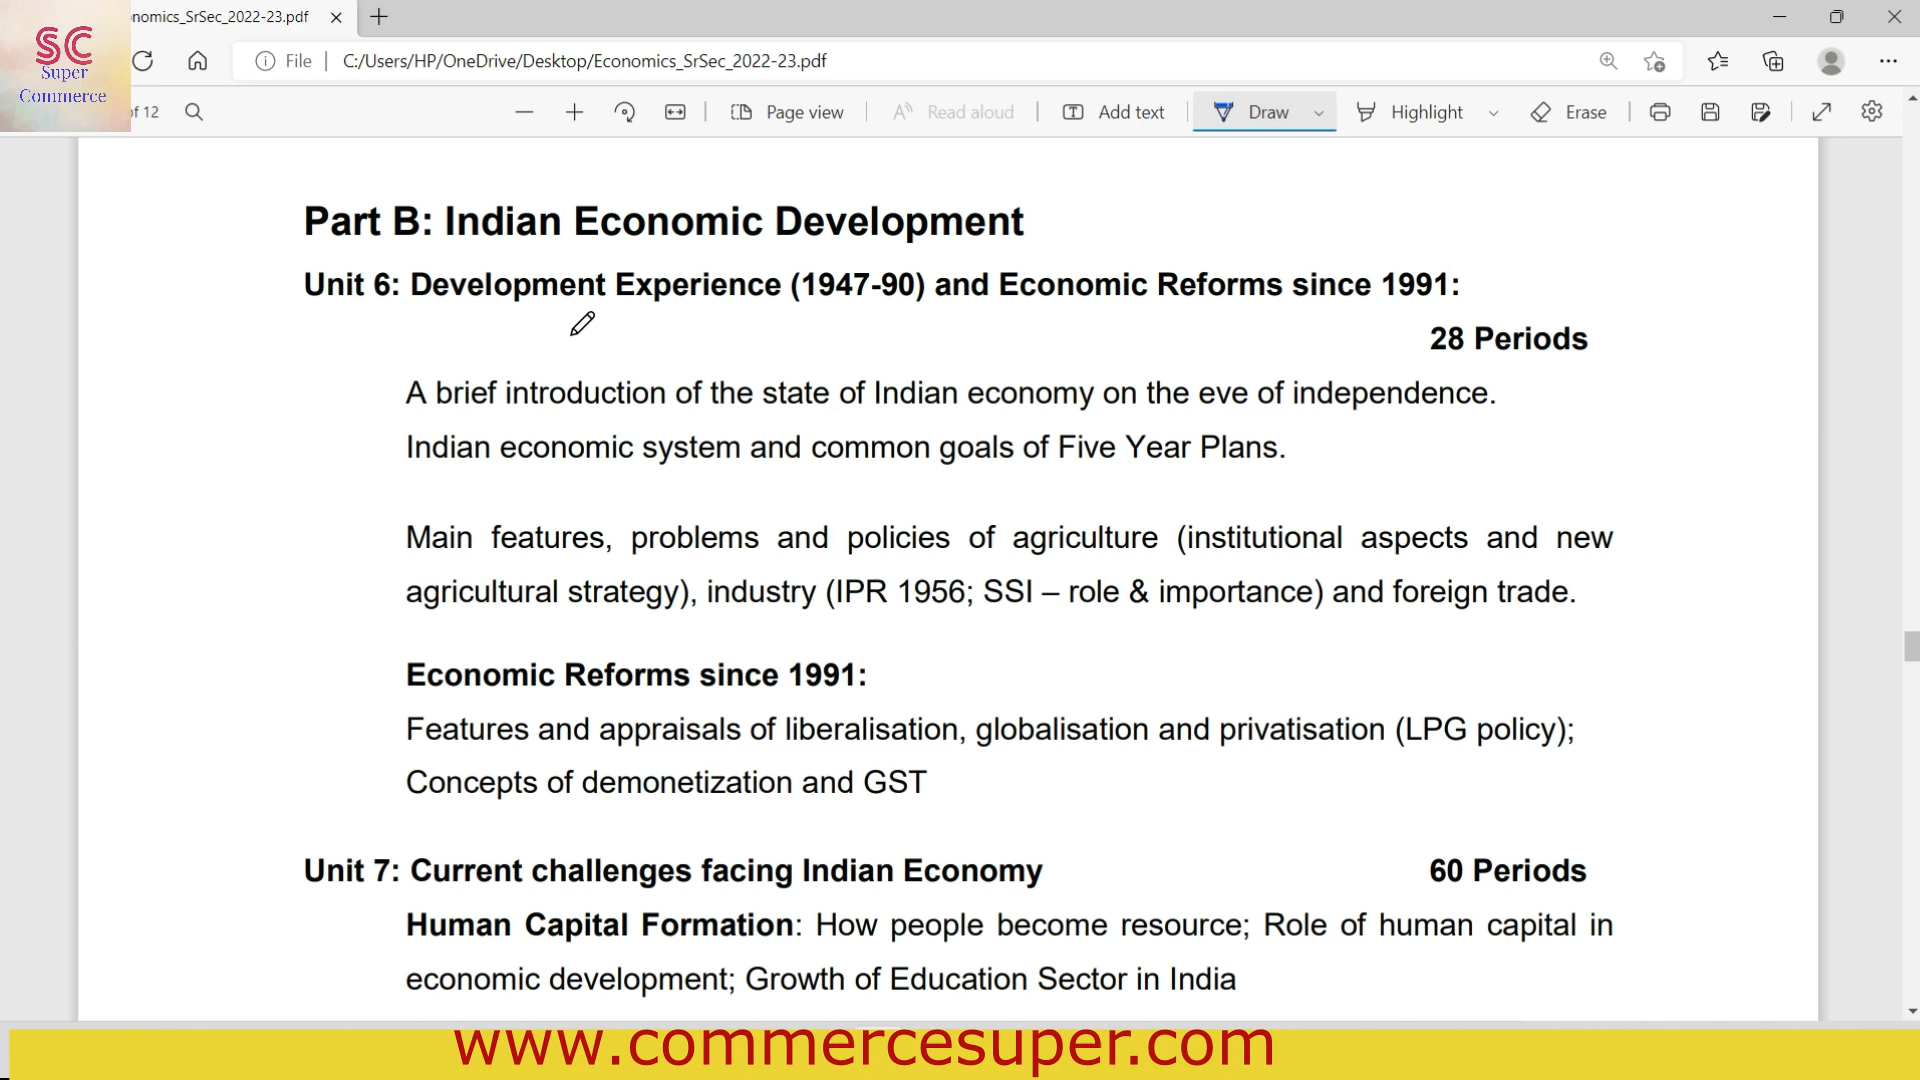 nomics_SrSec_2022-23.pdf
SC
Super
Commerce
File
C:/Users/HP/OneDrive/Desktop/Economics_SrSec_2022-23.pdf
of 12
Page view
Read aloud
Add text
Draw
Highlight
Erase
Part B: Indian Economic Development
Unit 6: Development Experience (1947-90) and Economic Reforms since 1991:
28 Periods
A brief introduction of the state of Indian economy on the eve of independence.
Indian economic system and common goals of Five Year Plans.
Main features, problems and policies of agriculture (institutional aspects and new
agricultural strategy), industry (IPR 1956; SSI – role & importance) and foreign trade.
Economic Reforms since 1991:
Features and appraisals of liberalisation, globalisation and privatisation (LPG policy);
Concepts of demonetization and GST
Unit 7: Current challenges facing Indian Economy 60 Periods
Human Capital Formation: How people become resource; Role of human capital in
economic development; Growth of Education Sector in India
www.commercesuper.com